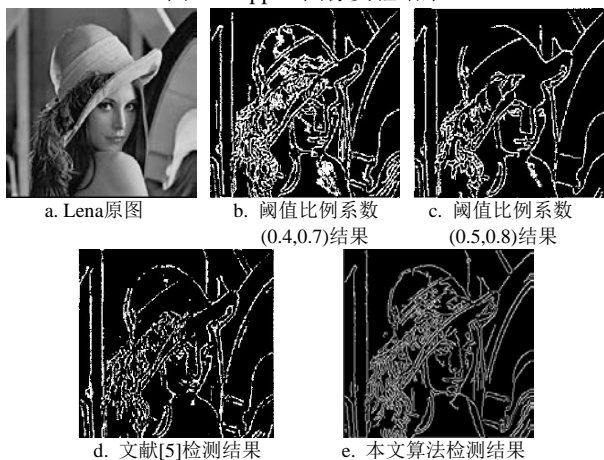 a. Lena原图
b. 阈值比例系数
(0.4,0.7)结果
c. 阈值比例系数
(0.5,0.8)结果
d. 文献[5]检测结果
e. 本文算法检测结果